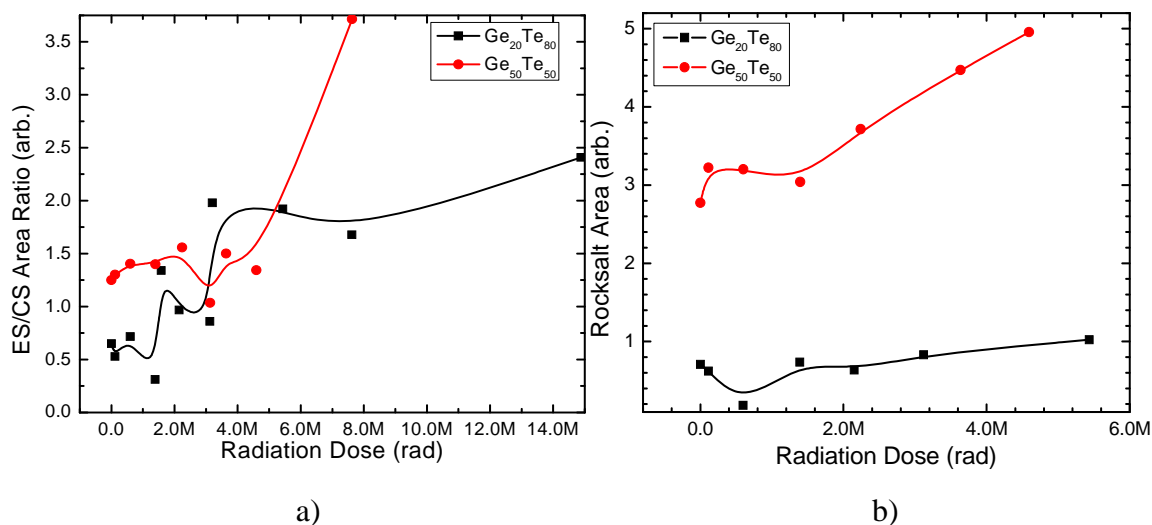 ES/CS Area Ratio (arb.)
3.5
3.0
2.5
2.0
1.5
1.0
0.5
0.0
Ge₂₀Te₈₀
Ge₅₀Te₅₀
0.0 2.0M 4.0M 6.0M 8.0M 10.0M 12.0M 14.0M
Radiation Dose (rad)
a)
Rocksalt Area (arb.)
5
4
3
2
1
Ge₂₀Te₈₀
Ge₅₀Te₅₀
0.0 2.0M 4.0M 6.0M
Radiation Dose (rad)
b)